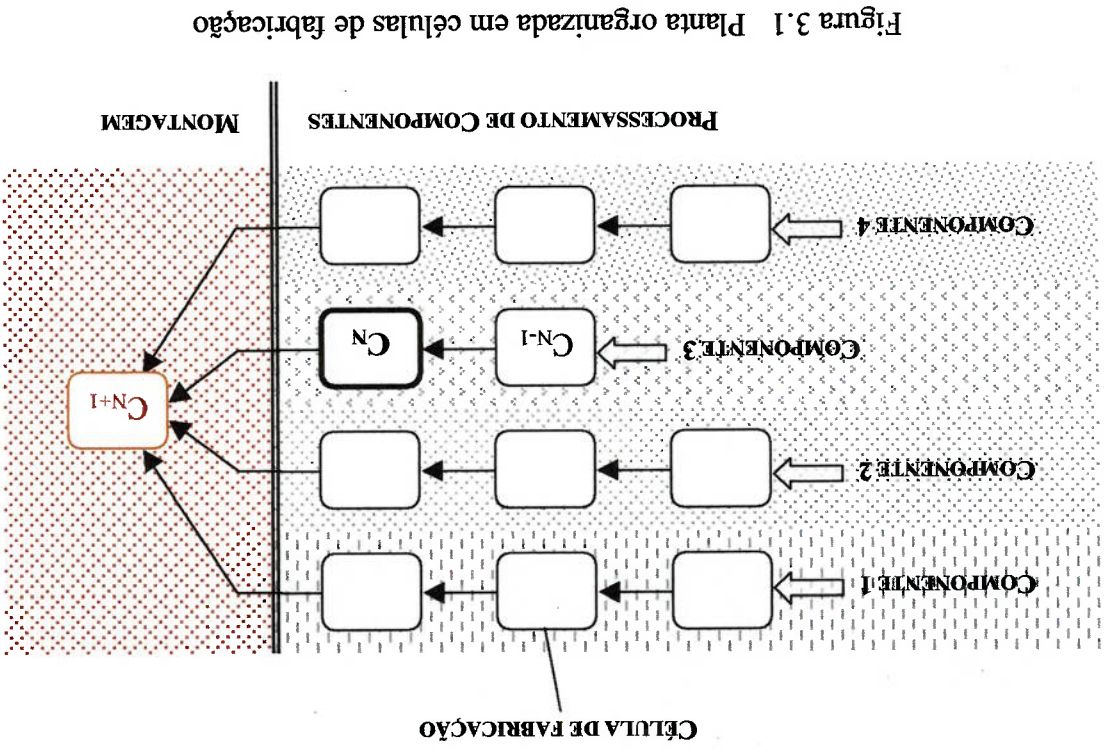 CÉLULA DE FABRICAÇÃO
COMPONENTE 1
COMPONENTE 2
COMPONENTE 3
CN-1
CN
CN+1
COMPONENTE 4
PROCESSAMENTO DE COMPONENTES
MONTAGEM
Figura 3.1 Planta organizada em células de fabricação